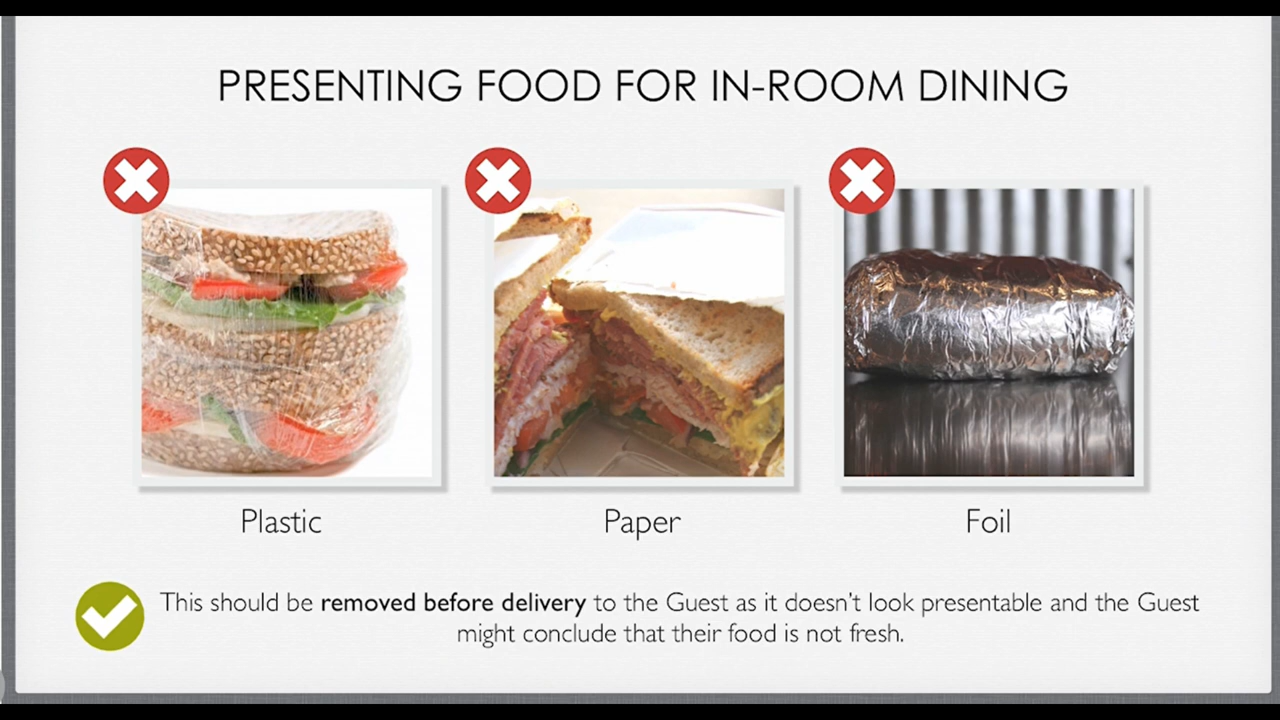 PRESENTING FOOD FOR IN-ROOM DINING
Plastic
Paper
Foil
This should be removed before delivery to the Guest as it doesn't look presentable and the Guest
might conclude that their food is not fresh.